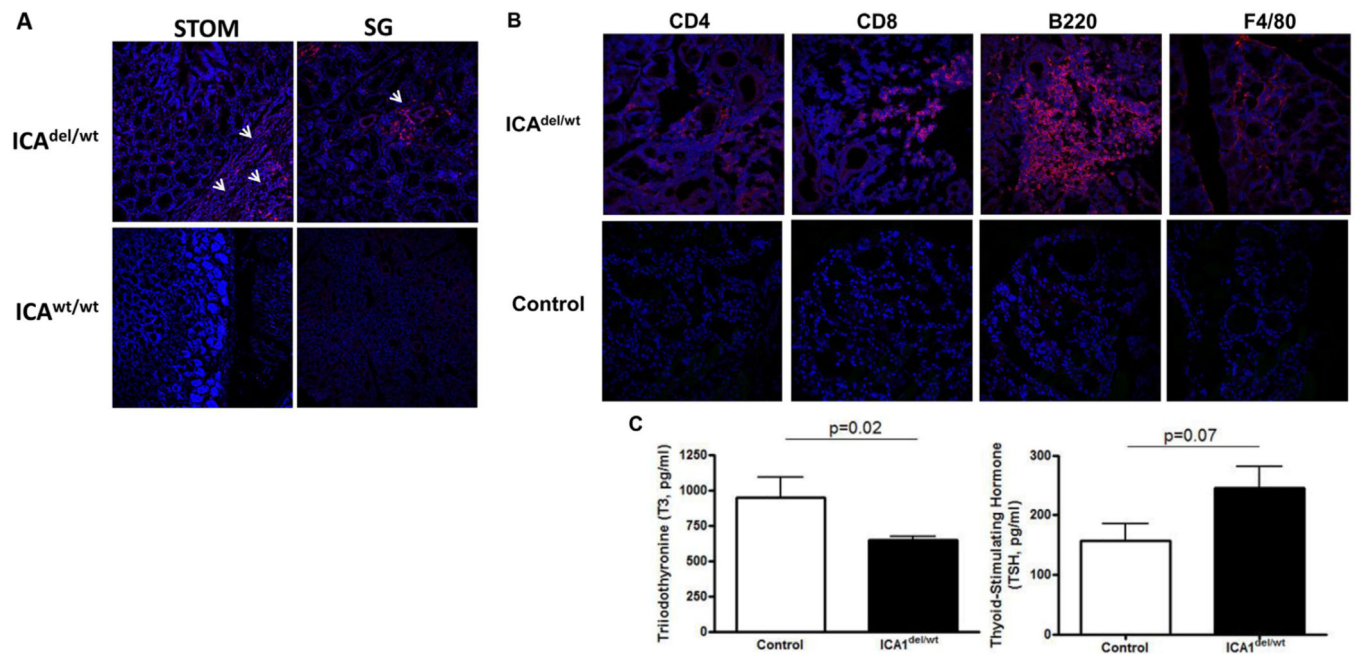 A
STOM
SG
ICAdel/wt
ICAwt/wt
B
CD4
CD8
B220
F4/80
ICAdel/wt
Control
C
p=0.02
Triiodothyronine (T3, pg/ml)
1250
1000
750
500
250
0
Control
ICA1del/wt
p=0.07
Thyoid-Stimulating Hormone
(TSH, pg/ml)
300
200
100
0
Control
ICA1del/wt